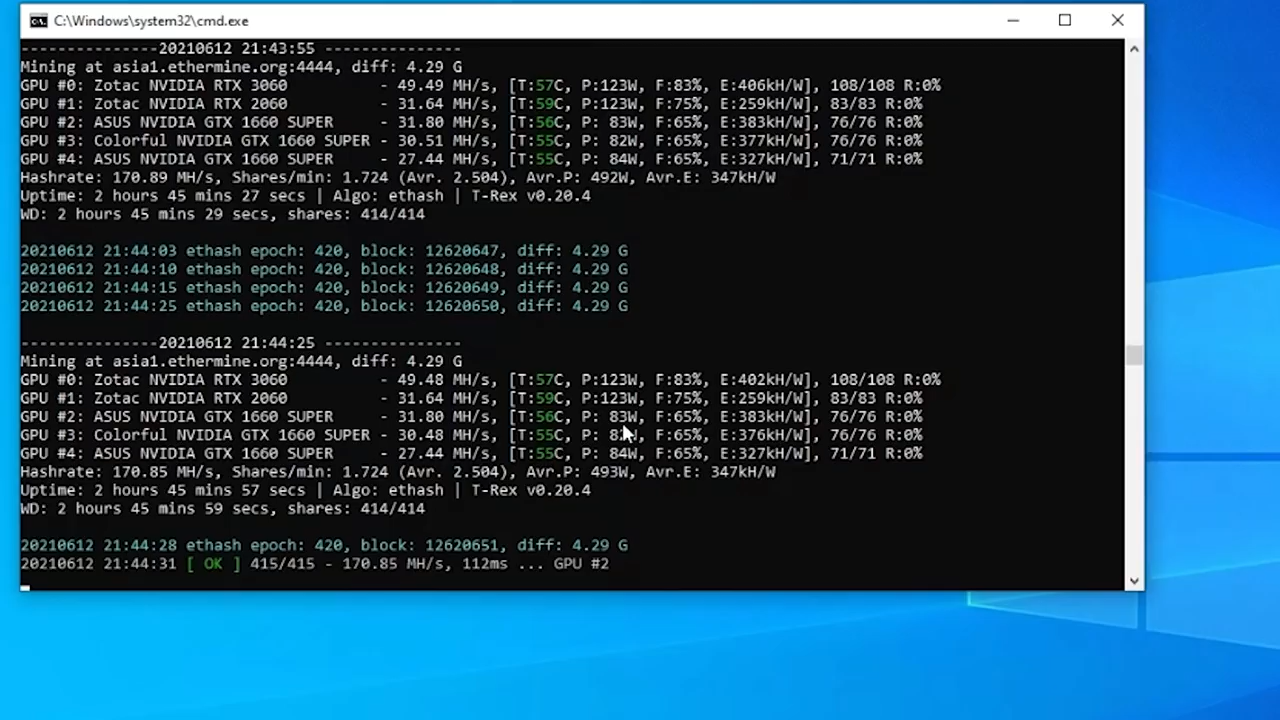 C:\Windows\system32\cmd.exe
---------------20210612 21:43:55 ---------------
Mining at asia1.ethermine.org:4444, diff: 4.29 G
GPU #0: Zotac NVIDIA RTX 3060 - 49.49 MH/s, [T:57C, P:123W, F:83%, E:406kH/W], 108/108 R:0%
GPU #1: Zotac NVIDIA RTX 2060 - 31.64 MH/s, [T:59C, P:123W, F:75%, E:259kH/W], 83/83 R:0%
GPU #2: ASUS NVIDIA GTX 1660 SUPER - 31.80 MH/s, [T:56C, P: 83W, F:65%, E:383kH/W], 76/76 R:0%
GPU #3: Colorful NVIDIA GTX 1660 SUPER - 30.51 MH/s, [T:55C, P: 82W, F:65%, E:377kH/W], 76/76 R:0%
GPU #4: ASUS NVIDIA GTX 1660 SUPER - 27.44 MH/s, [T:55C, P: 84W, F:65%, E:327kH/W], 71/71 R:0%
Hashrate: 170.89 MH/s, Shares/min: 1.724 (Avr. 2.504), Avr.P: 492W, Avr.E: 347kH/W
Uptime: 2 hours 45 mins 27 secs | Algo: ethash | T-Rex v0.20.4
WD: 2 hours 45 mins 29 secs, shares: 414/414
20210612 21:44:03 ethash epoch: 420, block: 12620647, diff: 4.29 G
20210612 21:44:10 ethash epoch: 420, block: 12620648, diff: 4.29 G
20210612 21:44:15 ethash epoch: 420, block: 12620649, diff: 4.29 G
20210612 21:44:25 ethash epoch: 420, block: 12620650, diff: 4.29 G
---------------20210612 21:44:25 ---------------
Mining at asia1.ethermine.org:4444, diff: 4.29 G
GPU #0: Zotac NVIDIA RTX 3060 - 49.48 MH/s, [T:57C, P:123W, F:83%, E:402kH/W], 108/108 R:0%
GPU #1: Zotac NVIDIA RTX 2060 - 31.64 MH/s, [T:59C, P:123W, F:75%, E:259kH/W], 83/83 R:0%
GPU #2: ASUS NVIDIA GTX 1660 SUPER - 31.80 MH/s, [T:56C, P: 83W, F:65%, E:383kH/W], 76/76 R:0%
GPU #3: Colorful NVIDIA GTX 1660 SUPER - 30.48 MH/s, [T:55C, P: F:65%, E:376kH/W], 76/76 R:0%
GPU #4: ASUS NVIDIA GTX 1660 SUPER - 27.44 MH/s, [T:55C, P: 84W, F:65%, E:327kH/W], 71/71 R:0%
Hashrate: 170.85 MH/s, Shares/min: 1.724 (Avr. 2.504), Avr.P: 493W, Avr.E: 347kH/W
Uptime: 2 hours 45 mins 57 secs | Algo: ethash | T-Rex v0.20.4
WD: 2 hours 45 mins 59 secs, shares: 414/414
20210612 21:44:28 ethash epoch: 420, block: 12620651, diff: 4.29 G
20210612 21:44:31 [ OK ] 415/415 - 170.85 MH/s, 112ms ... GPU #2